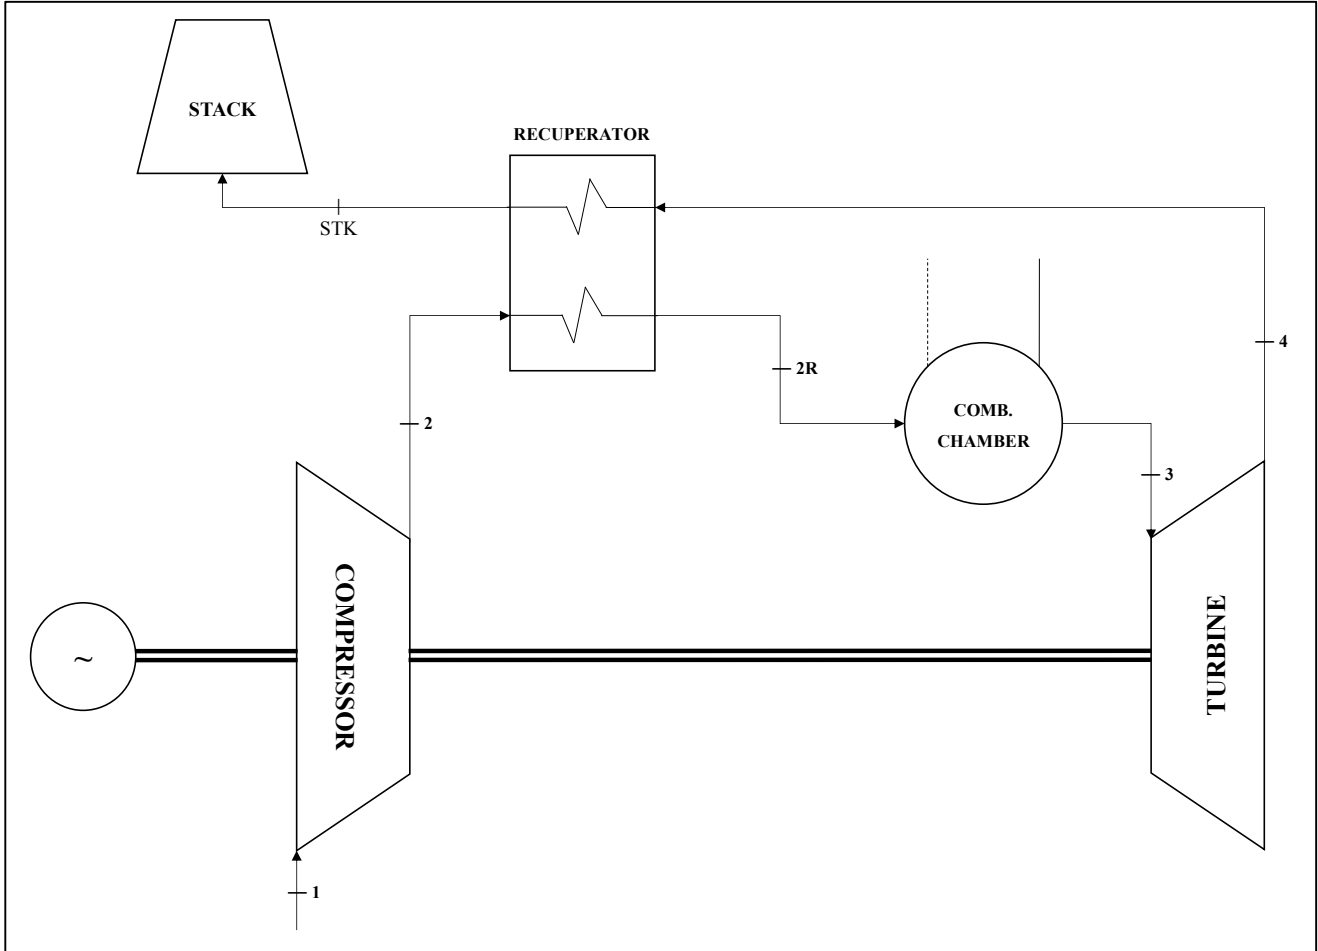 STACK
RECUPERATOR
STK
4
2R
COMB.
CHAMBER
2
3
COMPRESSOR
TURBINE
~
1